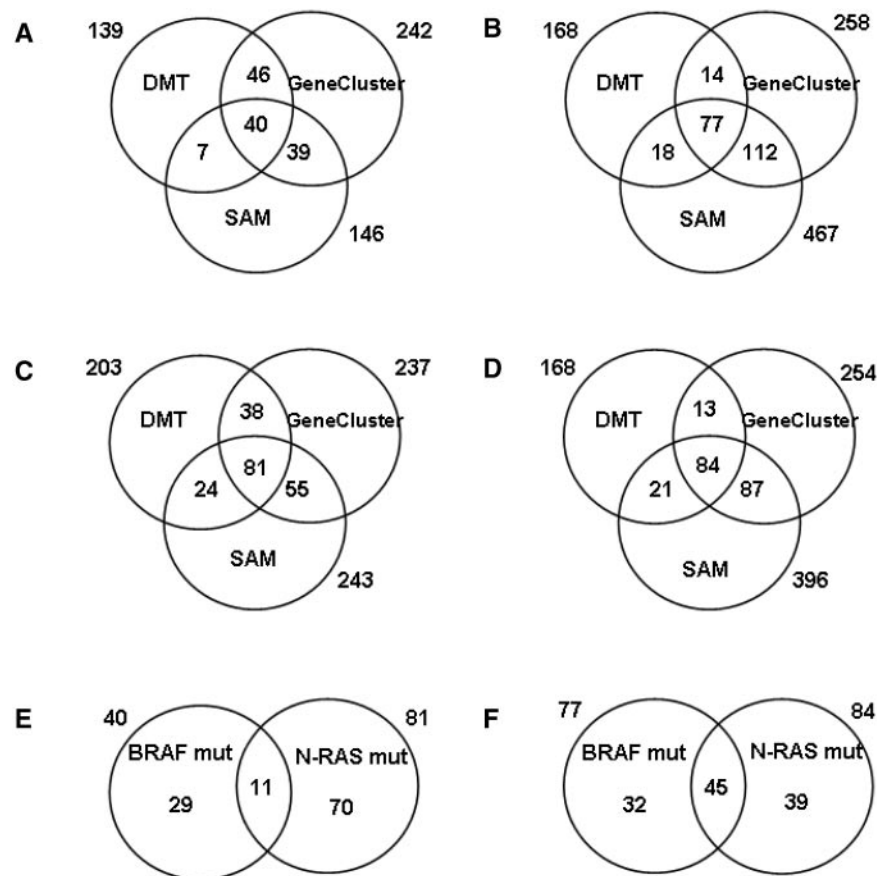 A
139
242
DMT
46
GeneCluster
40
7
39
SAM
146
B
168
258
DMT
14
GeneCluster
77
18
112
SAM
467
C
203
237
DMT
38
GeneCluster
81
24
55
SAM
243
D
168
254
DMT
13
GeneCluster
84
21
87
SAM
396
E
40
81
BRAF mut
N-RAS mut
29
11
70
F
77
84
BRAF mut
N-RAS mut
32
45
39